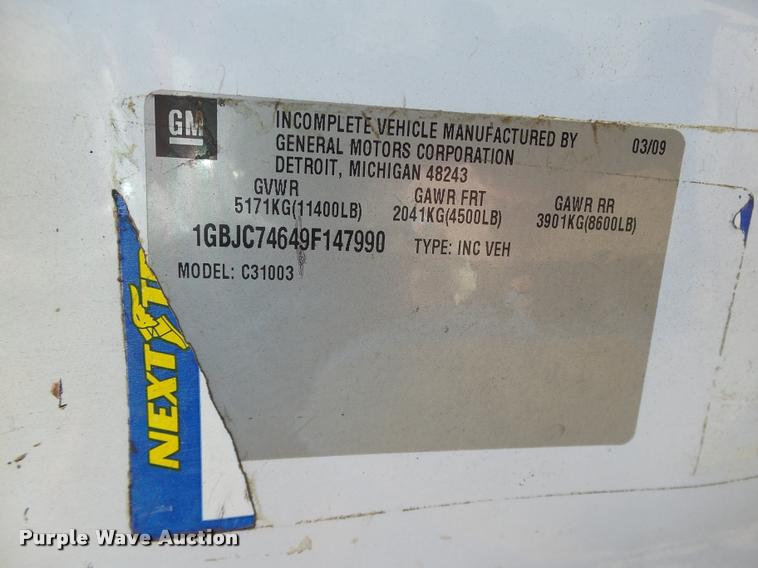 GM
INCOMPLETE VEHICLE MANUFACTURED BY
GENERAL MOTORS CORPORATION
DETROIT, MICHIGAN 48243
03/09
GVWR GAWR FRT GAWR RR
5171KG(11400LB) 2041KG(4500LB) 3901KG(8600LB)
1GBJC74649F147990 TYPE: INC VEH
MODEL: C31003
NEXT
Purple Wave Auction